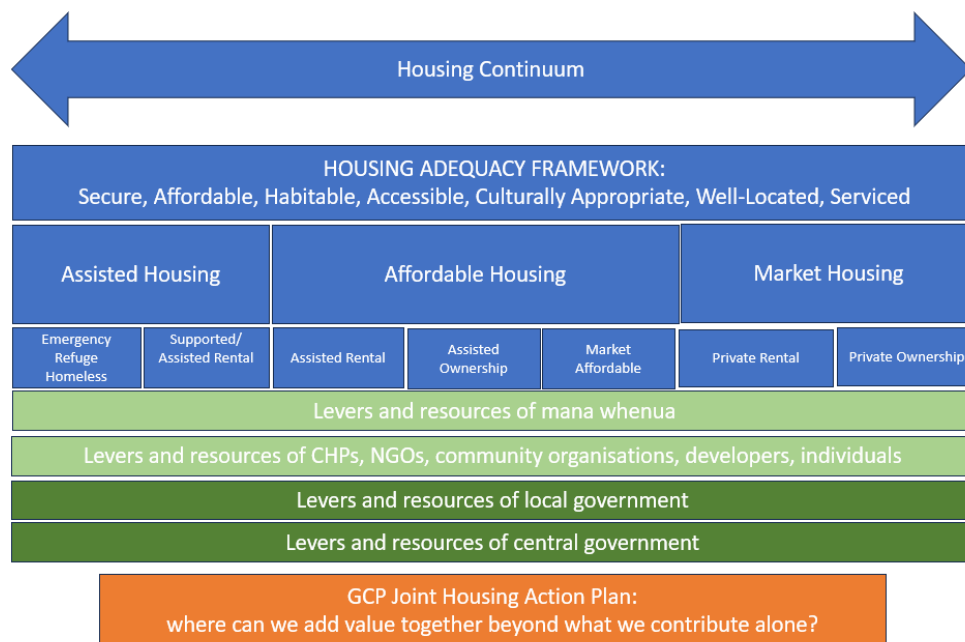 Housing Continuum
HOUSING ADEQUACY FRAMEWORK:
Secure, Affordable, Habitable, Accessible, Culturally Appropriate, Well-Located, Serviced
Assisted Housing
Affordable Housing
Market Housing
Emergency
Refuge
Homeless
Supported/
Assisted Rental
Assisted Rental
Assisted
Ownership
Market
Affordable
Private Rental
Private Ownership
Levers and resources of mana whenua
Levers and resources of CHPs, NGOs, community organisations, developers, individuals
Levers and resources of local government
Levers and resources of central government
GCP Joint Housing Action Plan:
where can we add value together beyond what we contribute alone?